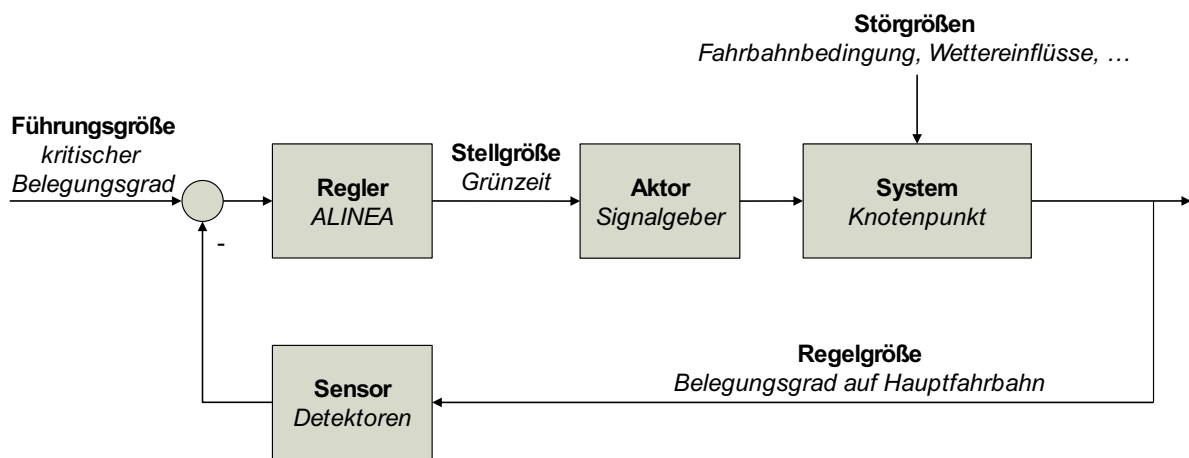 Störgrößen
Fahrbahnbedingung, Wettereinflüsse, …
Führungsgröße
kritischer
Belegungsgrad
Regler
ALINEA
Stellgröße
Grünzeit
Aktor
Signalgeber
System
Knotenpunkt
-
Sensor
Detektoren
Regelgröße
Belegungsgrad auf Hauptfahrbahn